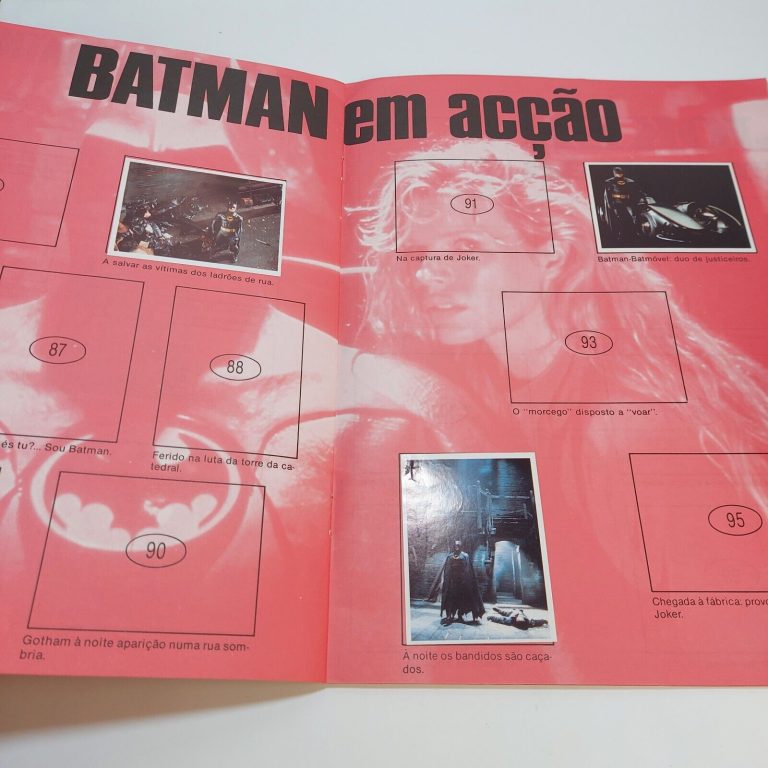 BATMAN em acção
A salvar as vítimas dos ladrões de rua.
87
és tu?... Sou Batman.
88
Ferido na luta da torre da ca-
tedral.
90
Gotham à noite aparição numa rua som-
bria.
91
Na captura de Joker.
Batman-Batmóvel: duo de justiceiros.
93
O "morcego" disposto a "voar".
À noite os bandidos são caça-
dos.
95
Chegada à fábrica: provo
Joker.